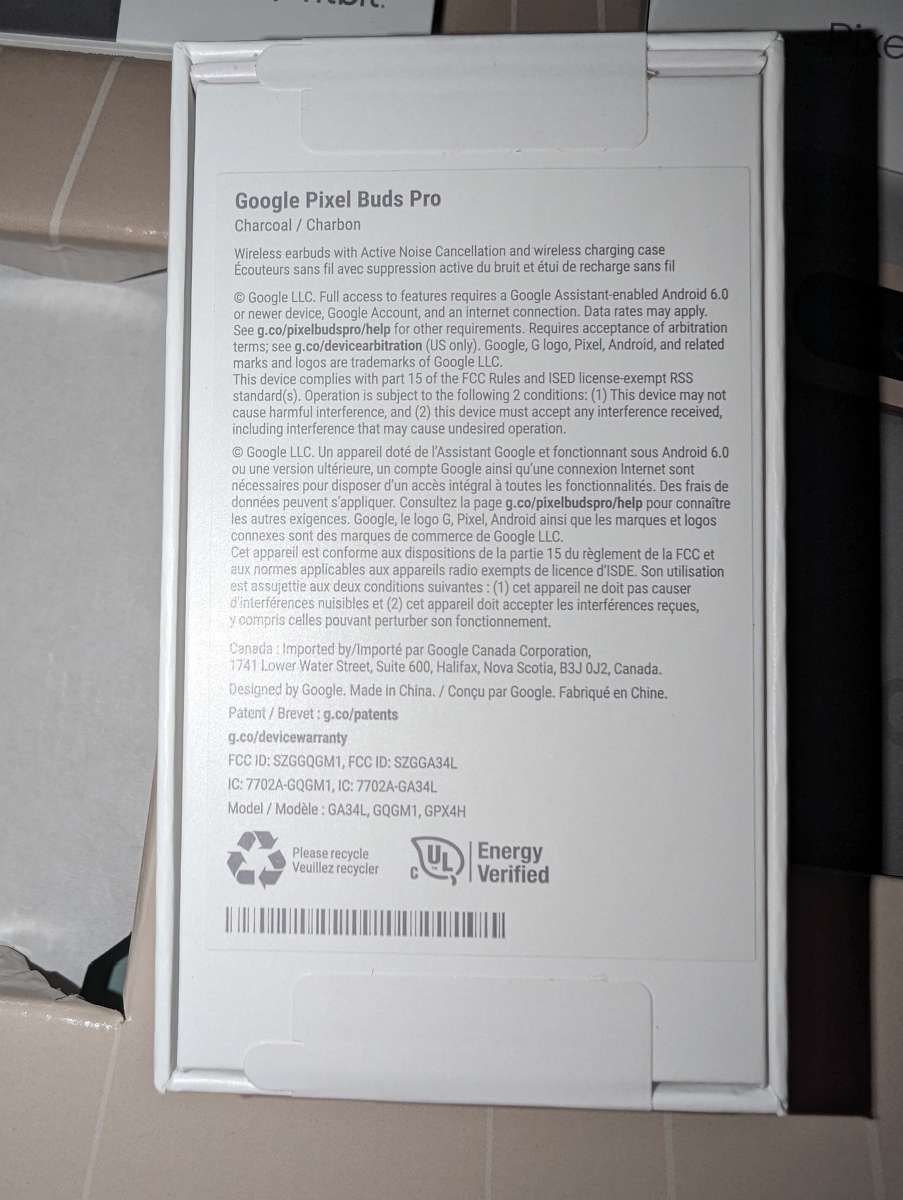 Google Pixel Buds Pro
Charcoal / Charbon
Wireless earbuds with Active Noise Cancellation and wireless charging case
Écouteurs sans fil avec suppression active du bruit et étui de recharge sans fil
© Google LLC. Full access to features requires a Google Assistant-enabled Android 6.0
or newer device, Google Account, and an internet connection. Data rates may apply.
See g.co/pixelbudspro/help for other requirements. Requires acceptance of arbitration
terms; see g.co/devicearbitration (US only). Google, G logo, Pixel, Android, and related
marks and logos are trademarks of Google LLC.
This device complies with part 15 of the FCC Rules and ISED license-exempt RSS
standard(s). Operation is subject to the following 2 conditions: (1) This device may not
cause harmful interference, and (2) this device must accept any interference received,
including interference that may cause undesired operation.
© Google LLC. Un appareil doté de l'Assistant Google et fonctionnant sous Android 6.0
ou une version ultérieure, un compte Google ainsi qu'une connexion Internet sont
nécessaires pour disposer d'un accès intégral à toutes les fonctionnalités. Des frais de
données peuvent s'appliquer. Consultez la page g.co/pixelbudspro/help pour connaître
les autres exigences. Google, le logo G, Pixel, Android ainsi que les marques et logos
connexes sont des marques de commerce de Google LLC.
Cet appareil est conforme aux dispositions de la partie 15 du règlement de la FCC et
aux normes applicables aux appareils radio exempts de licence d'ISDE. Son utilisation
est assujettie aux deux conditions suivantes : (1) cet appareil ne doit pas causer
d'interférences nuisibles et (2) cet appareil doit accepter les interférences reçues,
y compris celles pouvant perturber son fonctionnement.
Canada : Imported by/Importé par Google Canada Corporation,
1741 Lower Water Street, Suite 600, Halifax, Nova Scotia, B3J 0J2, Canada.
Designed by Google. Made in China. / Conçu par Google. Fabriqué en Chine.
Patent / Brevet : g.co/patents
g.co/devicewarranty
FCC ID: SZGGQGM1, FCC ID: SZGGA34L
IC: 7702A-GQGM1, IC: 7702A-GA34L
Model / Modèle : GA34L, GQGM1, GPX4H
Please recycle
Veuillez recycler
c UL
Energy
Verified